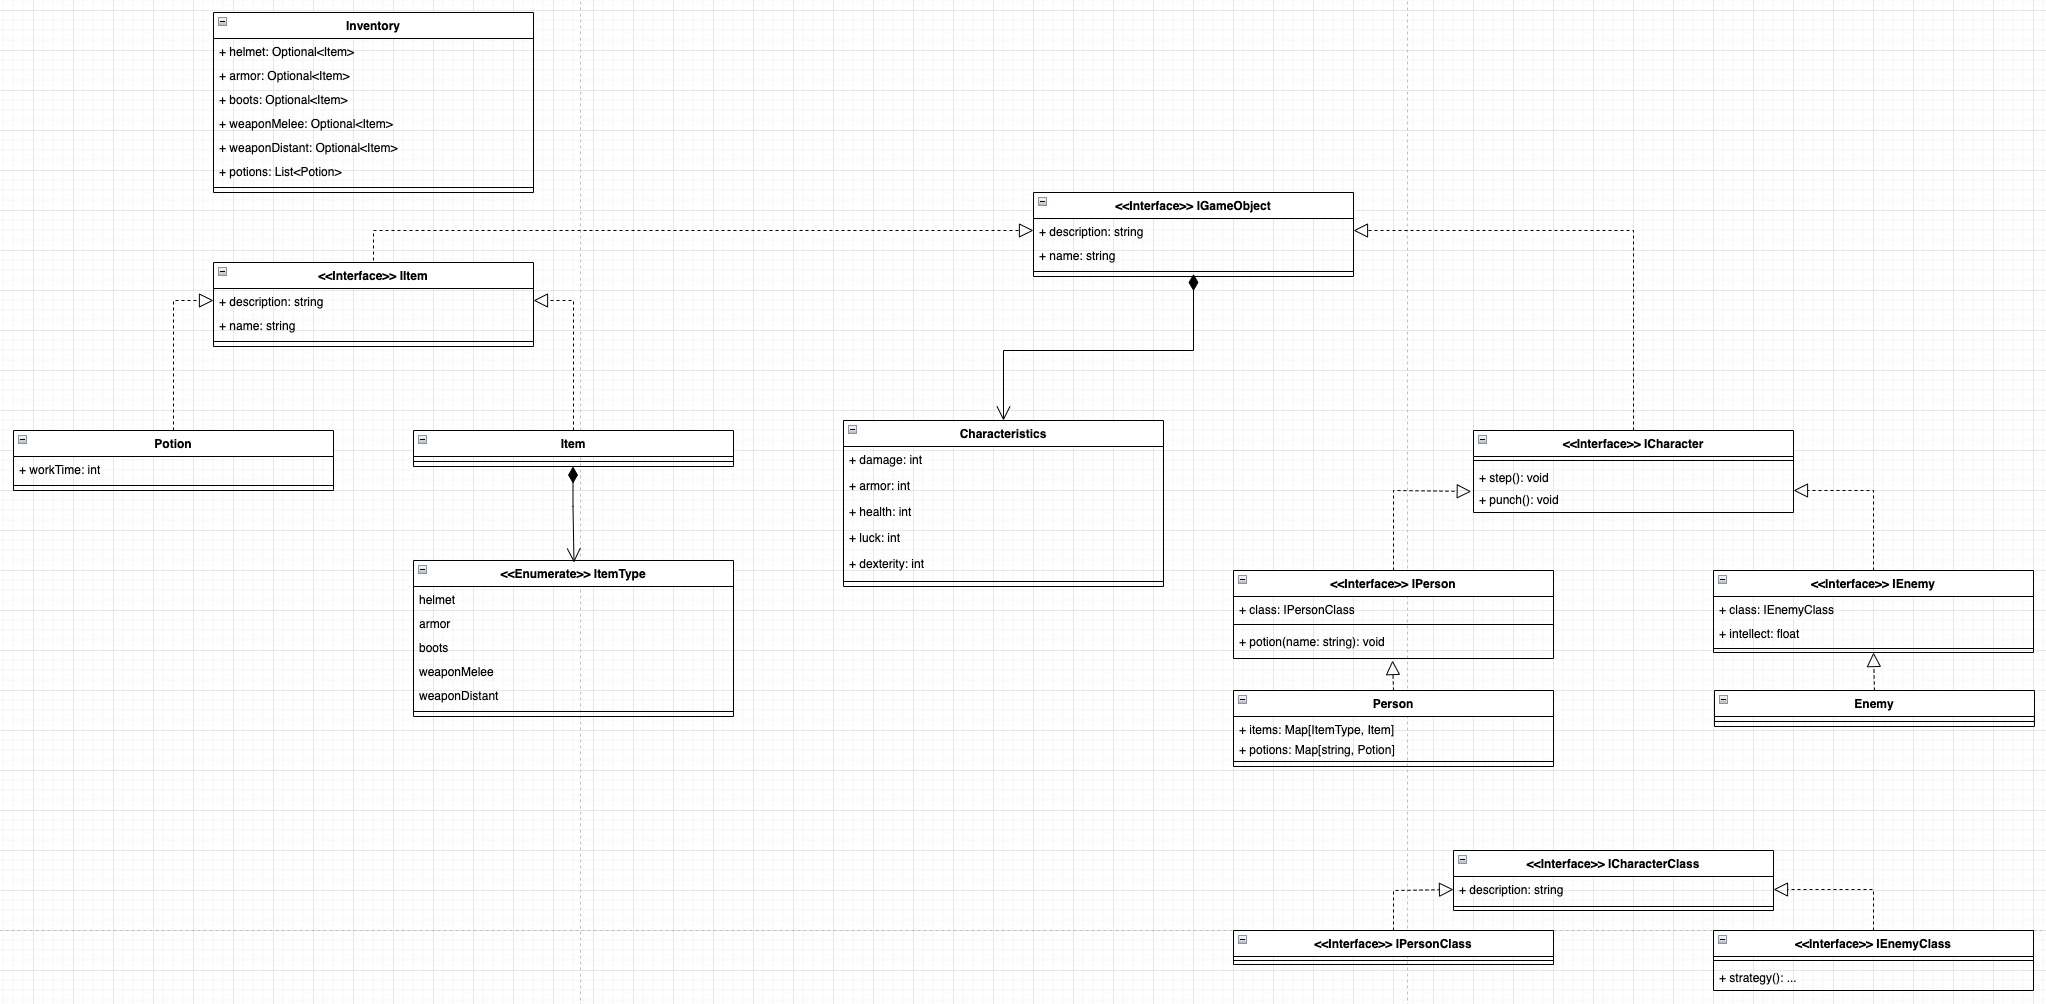 Inventory
+ helmet: Optional<Item>
+ armor: Optional<Item>
+ boots: Optional<Item>
+ weaponMelee: Optional<Item>
+ weaponDistant: Optional<Item>
+ potions: List<Potion>
<<Interface>> IGameObject
+ description: string
+ name: string
<<Interface>> IItem
+ description: string
+ name: string
Potion
+ workTime: int
Item
<<Enumerate>> ItemType
helmet
armor
boots
weaponMelee
weaponDistant
Characteristics
+ damage: int
+ armor: int
+ health: int
+ luck: int
+ dexterity: int
<<Interface>> ICharacter
+ step(): void
+ punch(): void
<<Interface>> IPerson
+ class: IPersonClass
+ potion(name: string): void
<<Interface>> IEnemy
+ class: IEnemyClass
+ intellect: float
Person
+ items: Map[ItemType, Item]
+ potions: Map[string, Potion]
Enemy
<<Interface>> ICharacterClass
+ description: string
<<Interface>> IPersonClass
<<Interface>> IEnemyClass
+ strategy(): ...